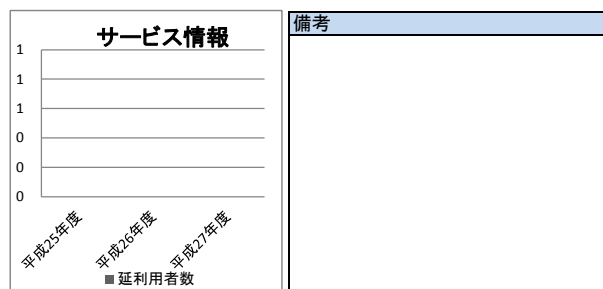 サービス情報
1
1
1
0
0
0
平成25年度
平成26年度
平成27年度
延利用者数
備考